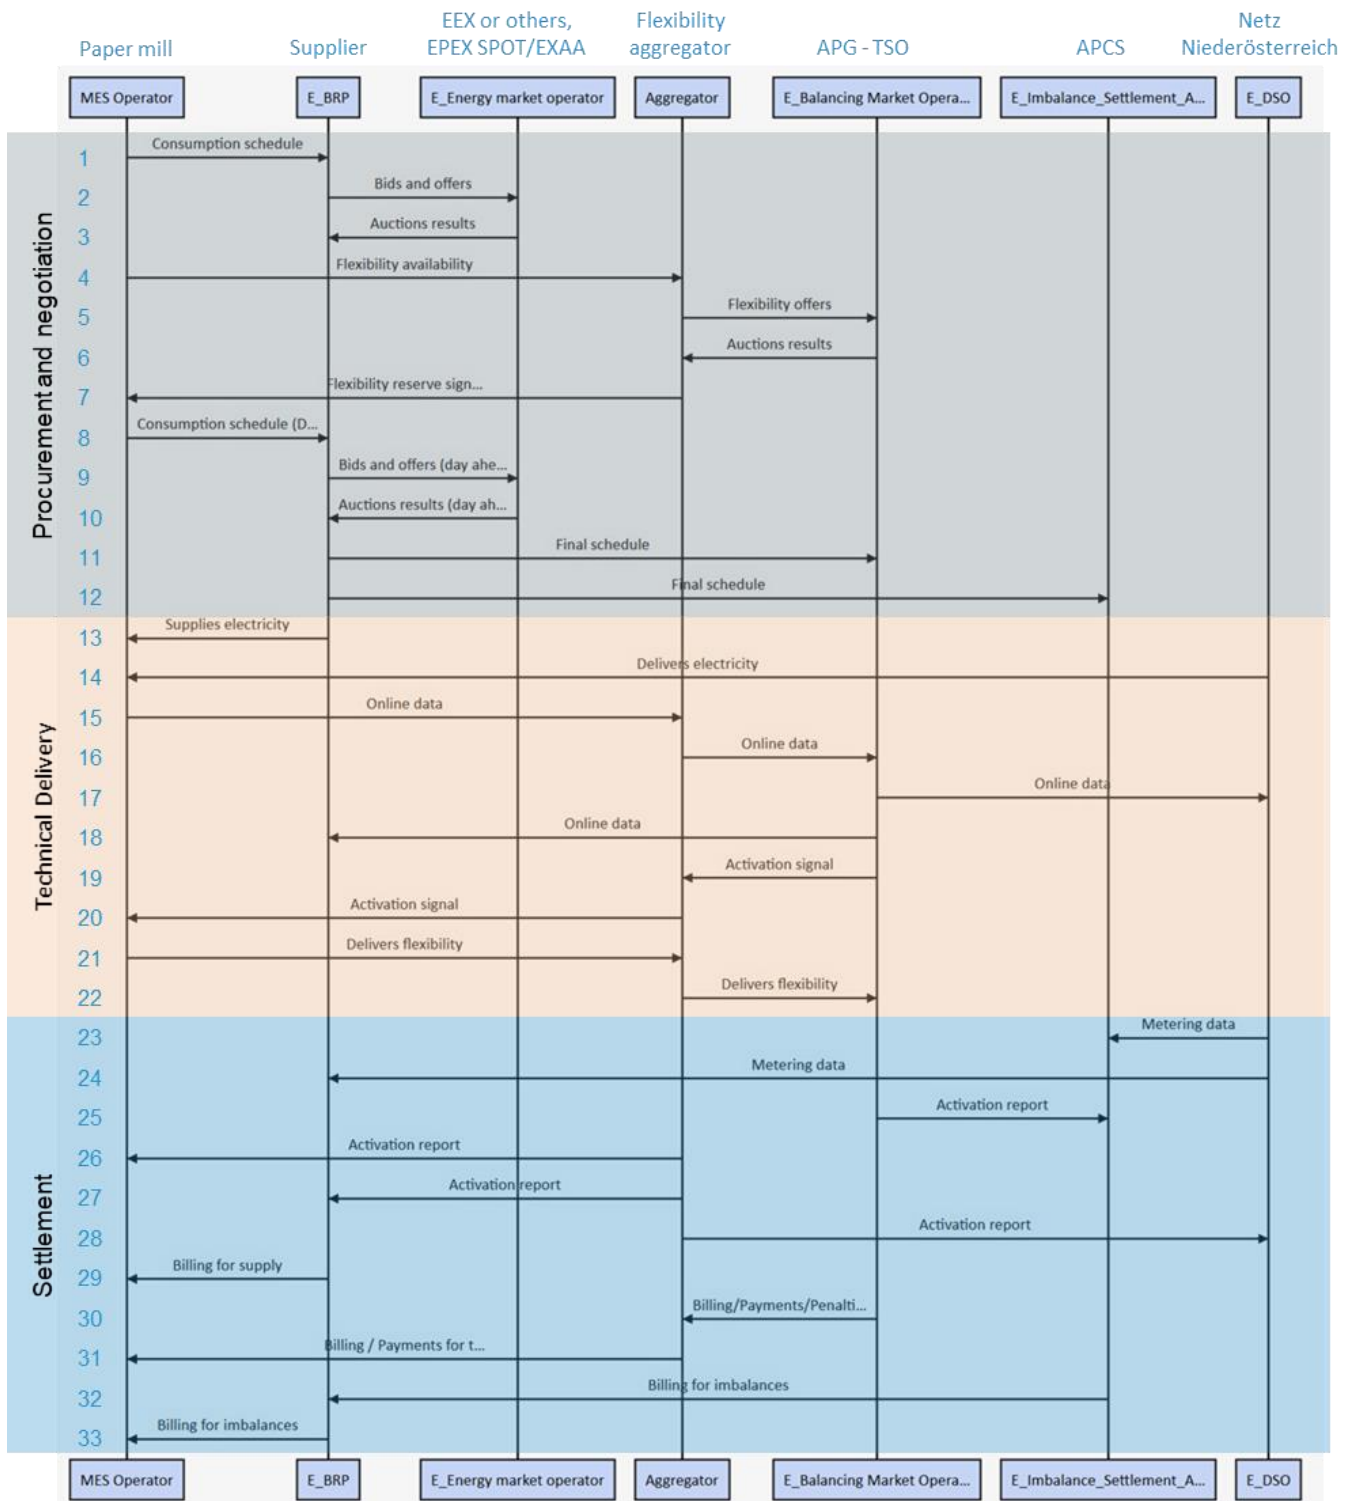 EEX or others,
Flexibility
Netz
Paper mill
Supplier
EPEX SPOT/EXAA
aggregator
APG - TSO
APCS
Niederösterreich
MES Operator
E_BRP
E_Energy market operator
Aggregator
E_Balancing Market Opera...
E_Imbalance_Settlement_A...
E_DSO
Procurement and negotiation
1 Consumption schedule
2 Bids and offers
3 Auctions results
4 Flexibility availability
5 Flexibility offers
6 Auctions results
7 Flexibility reserve sign...
8 Consumption schedule (D...
9 Bids and offers (day ahe...
10 Auctions results (day ah...
11 Final schedule
12 Final schedule
Technical Delivery
13 Supplies electricity
14 Delivers electricity
15 Online data
16 Online data
17 Online data
18 Online data
19 Activation signal
20 Activation signal
21 Delivers flexibility
22 Delivers flexibility
Settlement
23 Metering data
24 Metering data
25 Activation report
26 Activation report
27 Activation report
28 Activation report
29 Billing for supply
30 Billing/Payments/Penalti...
31 Billing / Payments for t...
32 Billing for imbalances
33 Billing for imbalances
MES Operator
E_BRP
E_Energy market operator
Aggregator
E_Balancing Market Opera...
E_Imbalance_Settlement_A...
E_DSO